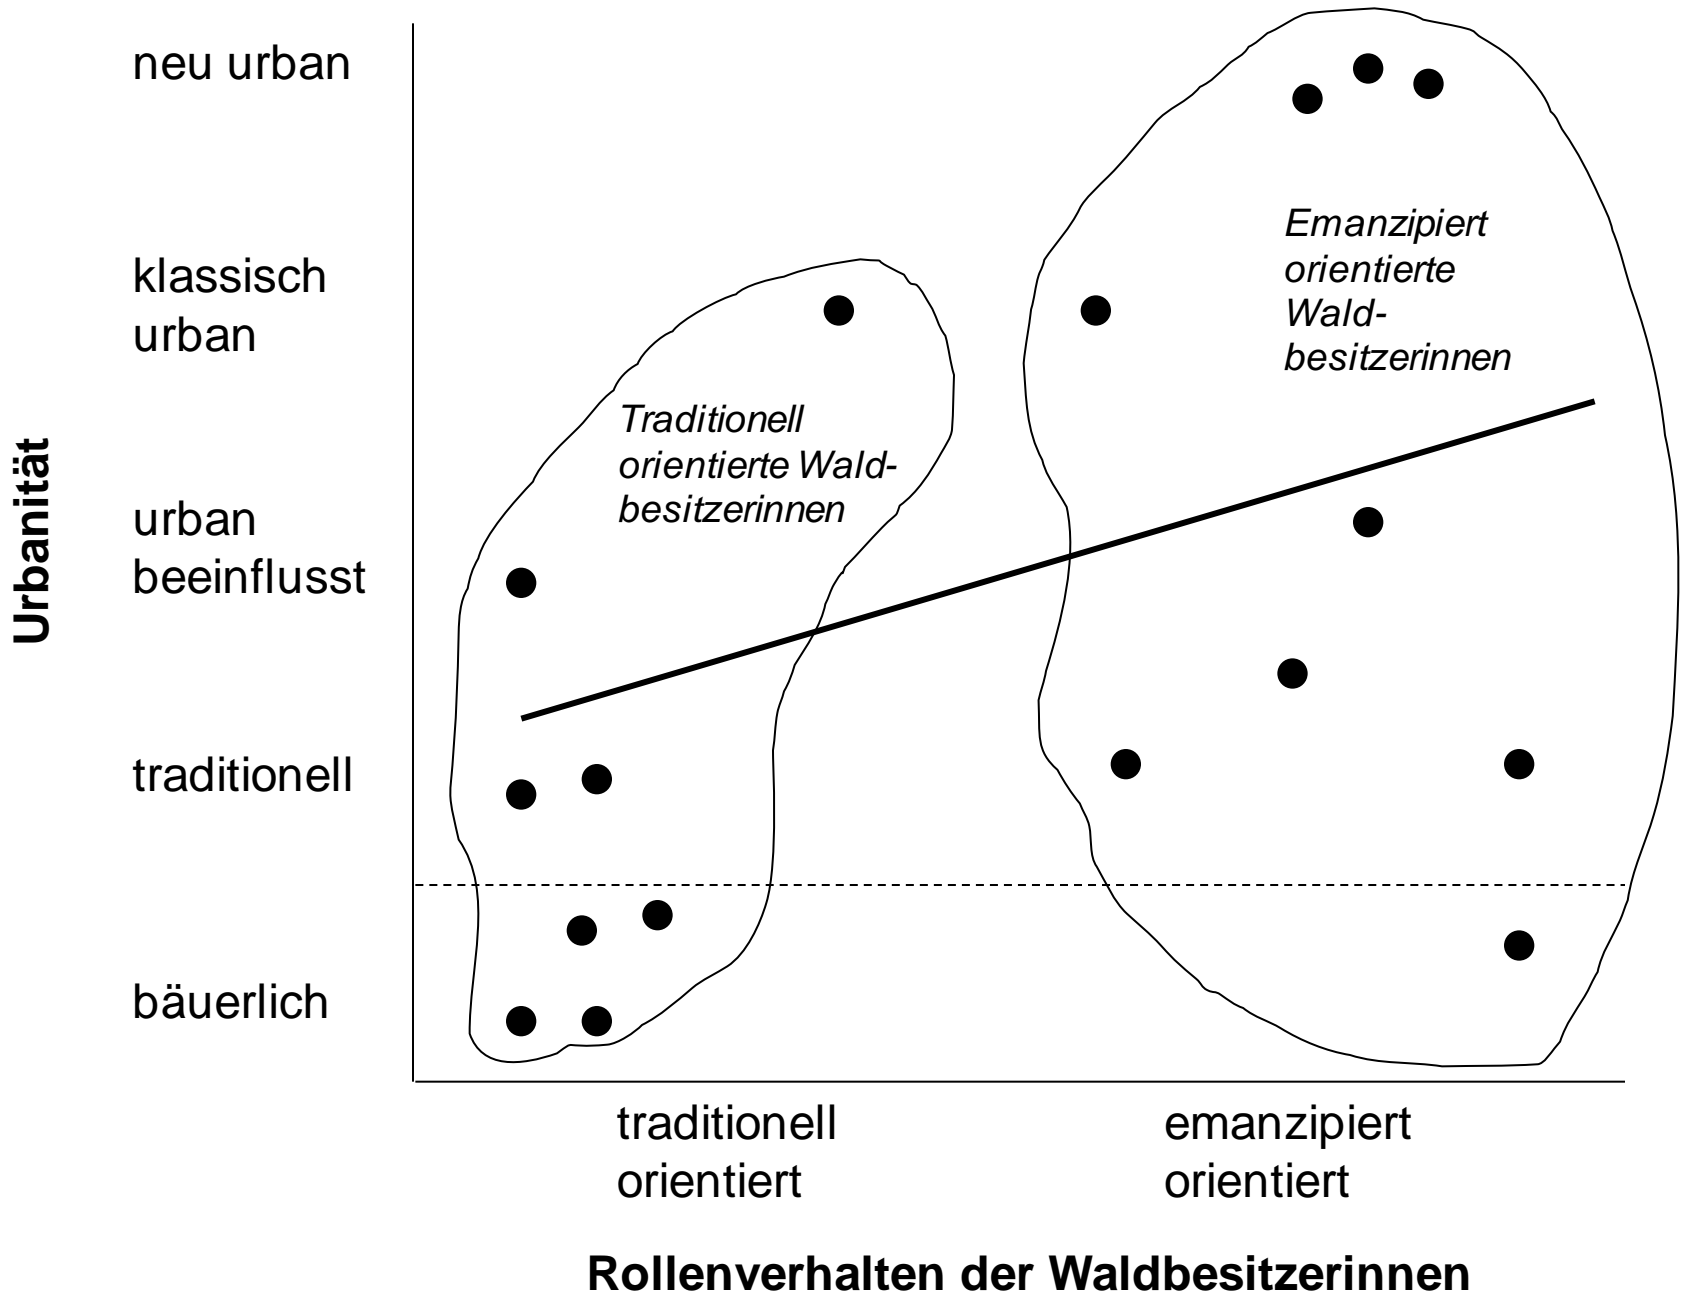 neu urban
klassisch
urban
urban
beeinflusst
traditionell
bäuerlich
Urbanität
Traditionell
orientierte Wald-
besitzerinnen
Emanzipiert
orientierte
Wald-
besitzerinnen
traditionell
orientiert
emanzipiert
orientiert
Rollenverhalten der Waldbesitzerinnen